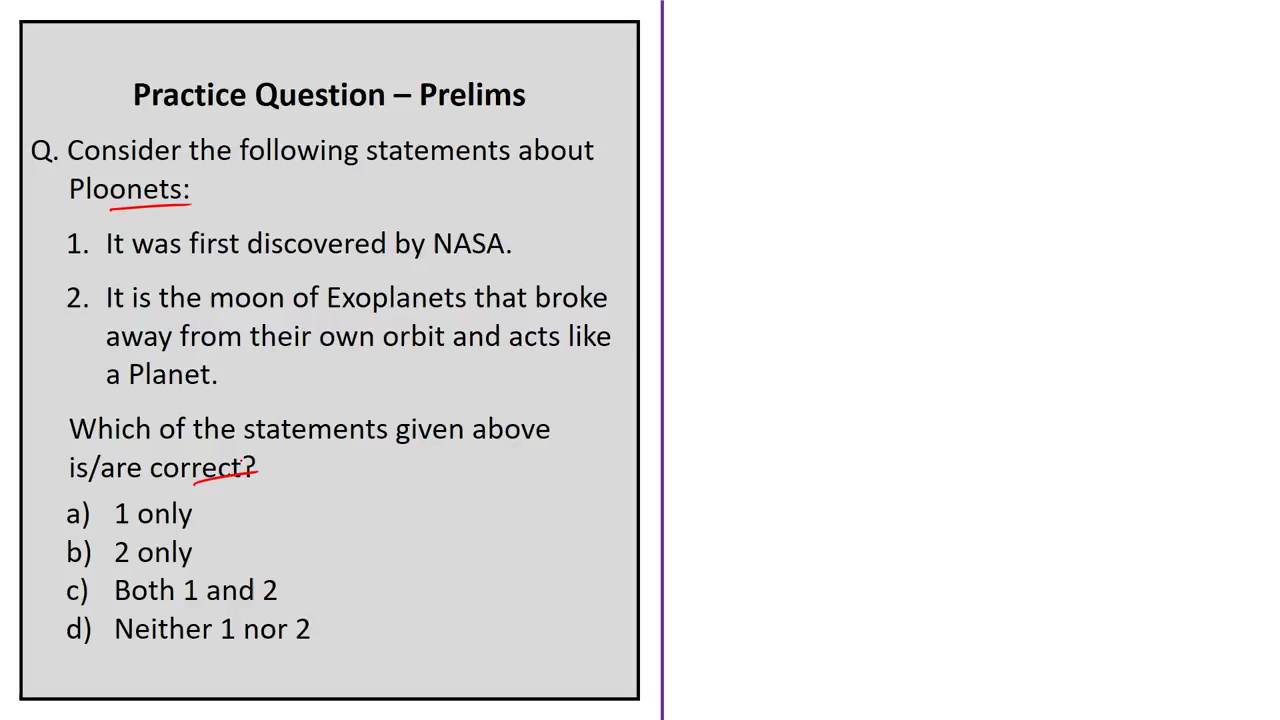 Practice Question – Prelims
Q. Consider the following statements about
Ploonets:
1. It was first discovered by NASA.
2. It is the moon of Exoplanets that broke
away from their own orbit and acts like
a Planet.
Which of the statements given above
is/are correct?
a) 1 only
b) 2 only
c) Both 1 and 2
d) Neither 1 nor 2